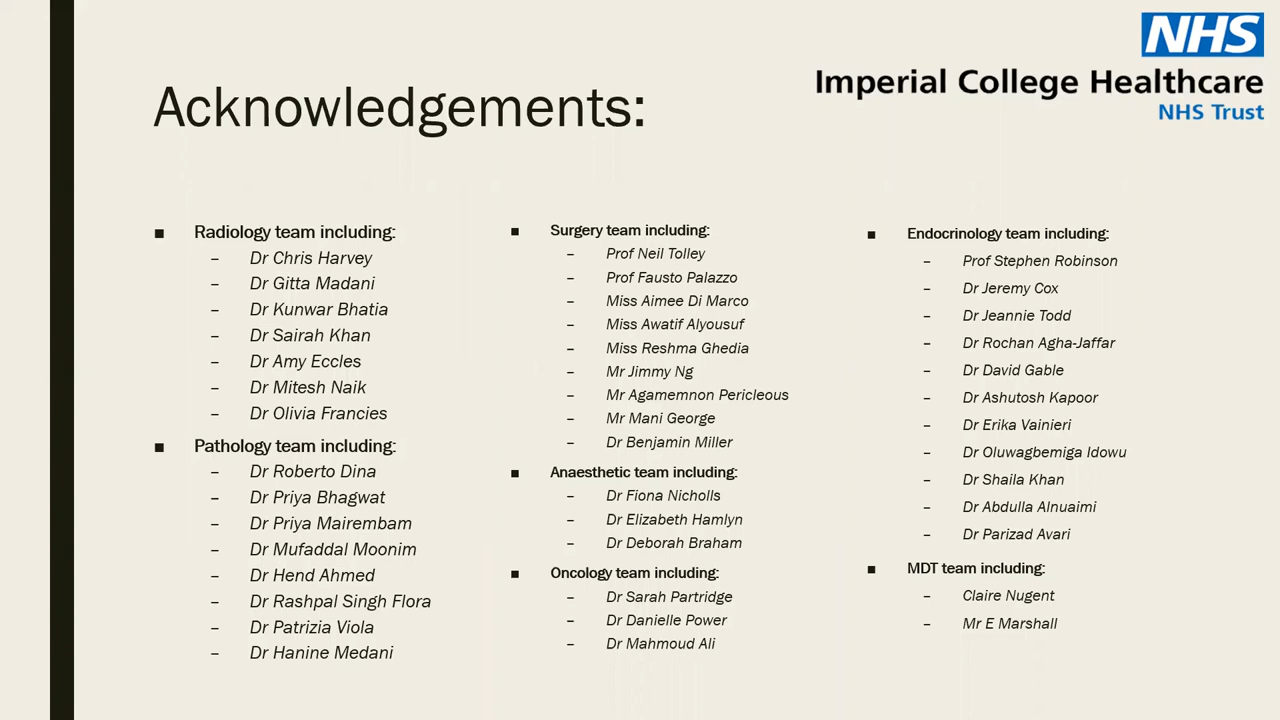 NHS
Imperial College Healthcare
NHS Trust
Acknowledgements:
■ Radiology team including:
– Dr Chris Harvey
– Dr Gitta Madani
– Dr Kunwar Bhatia
– Dr Sairah Khan
– Dr Amy Eccles
– Dr Mitesh Naik
– Dr Olivia Francies
■ Pathology team including:
– Dr Roberto Dina
– Dr Priya Bhagwat
– Dr Priya Mairembam
– Dr Mufaddal Moonim
– Dr Hend Ahmed
– Dr Rashpal Singh Flora
– Dr Patrizia Viola
– Dr Hanine Medani
■ Surgery team including:
– Prof Neil Tolley
– Prof Fausto Palazzo
– Miss Aimee Di Marco
– Miss Awatif Alyousuf
– Miss Reshma Ghedia
– Mr Jimmy Ng
– Mr Agamemnon Pericleous
– Mr Mani George
– Dr Benjamin Miller
■ Anaesthetic team including:
– Dr Fiona Nicholls
– Dr Elizabeth Hamlyn
– Dr Deborah Braham
■ Oncology team including:
– Dr Sarah Partridge
– Dr Danielle Power
– Dr Mahmoud Ali
■ Endocrinology team including:
– Prof Stephen Robinson
– Dr Jeremy Cox
– Dr Jeannie Todd
– Dr Rochan Agha-Jaffar
– Dr David Gable
– Dr Ashutosh Kapoor
– Dr Erika Vainieri
– Dr Oluwagbemiga Idowu
– Dr Shaila Khan
– Dr Abdulla Alnuaimi
– Dr Parizad Avari
■ MDT team including:
– Claire Nugent
– Mr E Marshall